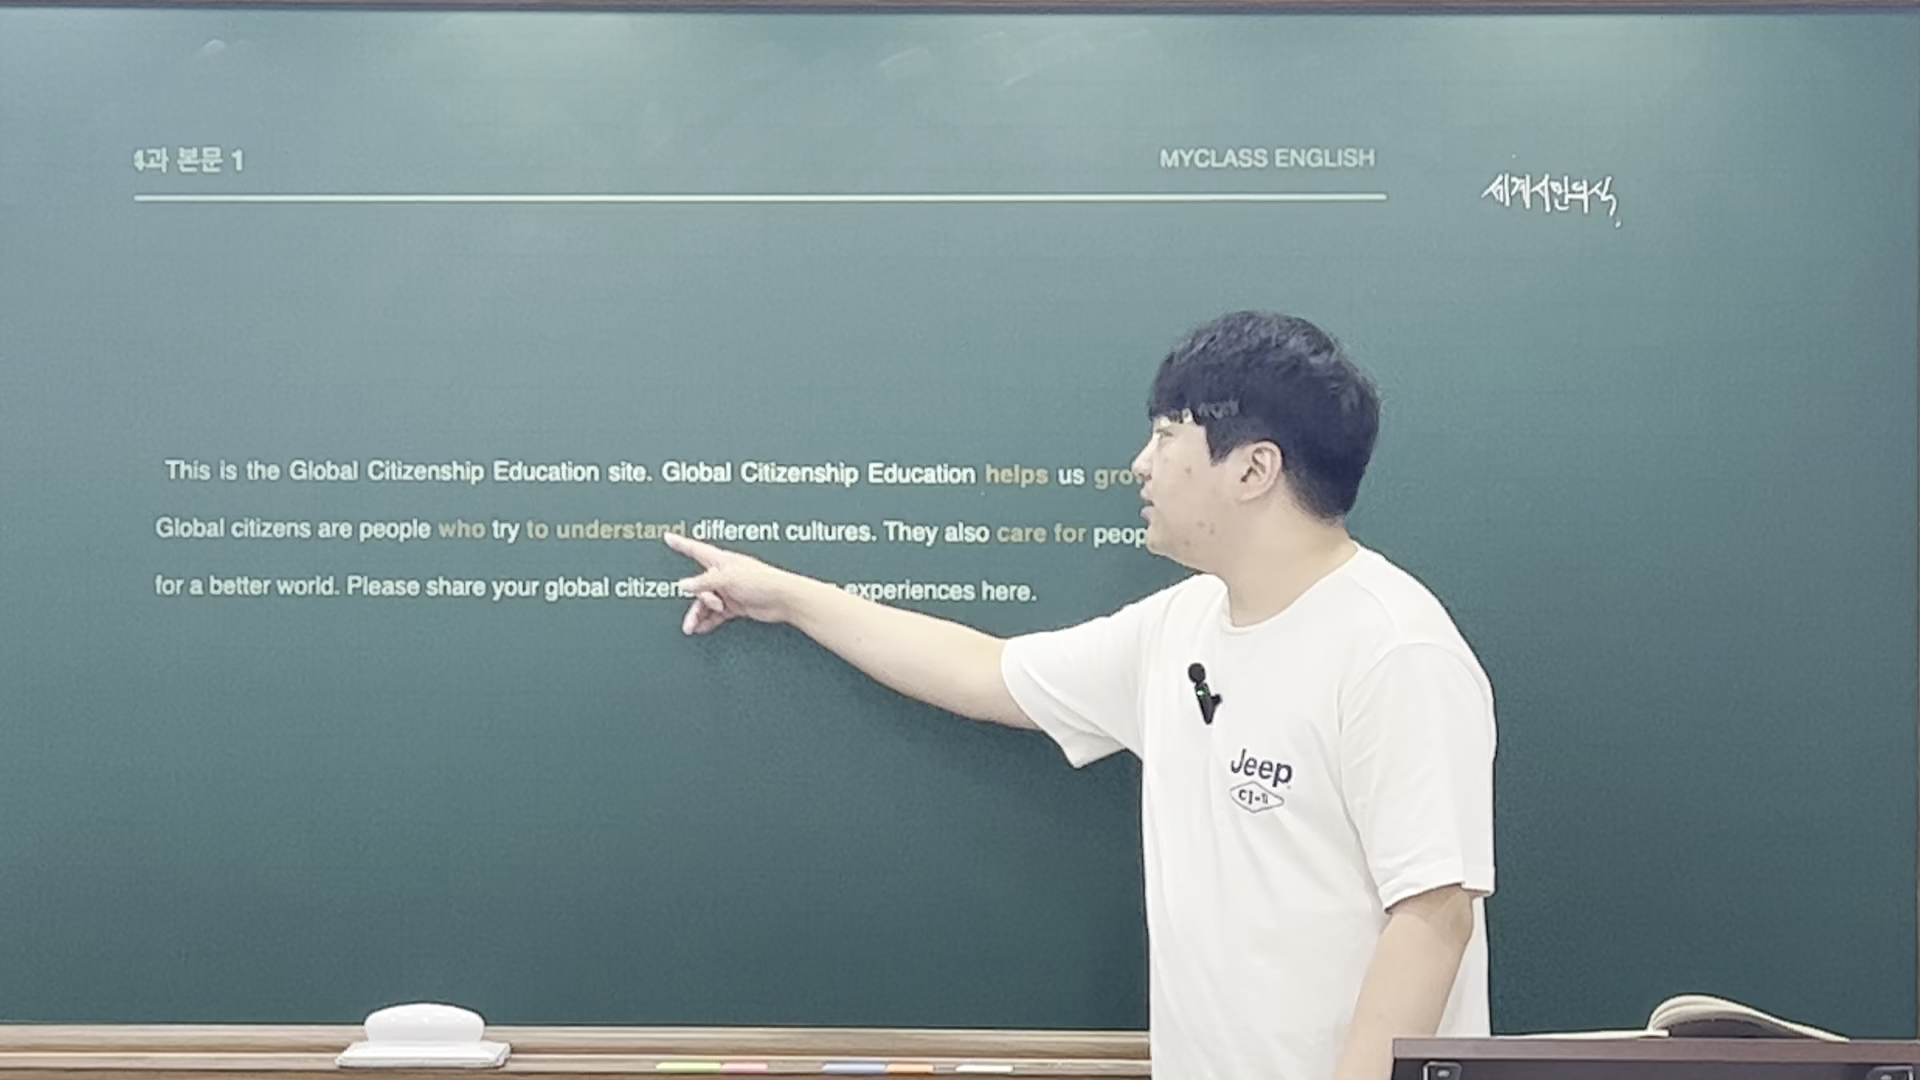 4과 본문 1
MYCLASS ENGLISH
세계시민의식
This is the Global Citizenship Education site. Global Citizenship Education helps us
Global citizens are people who try to understand different cultures. They also care for
for a better world. Please share your global experiences here.
Jeep